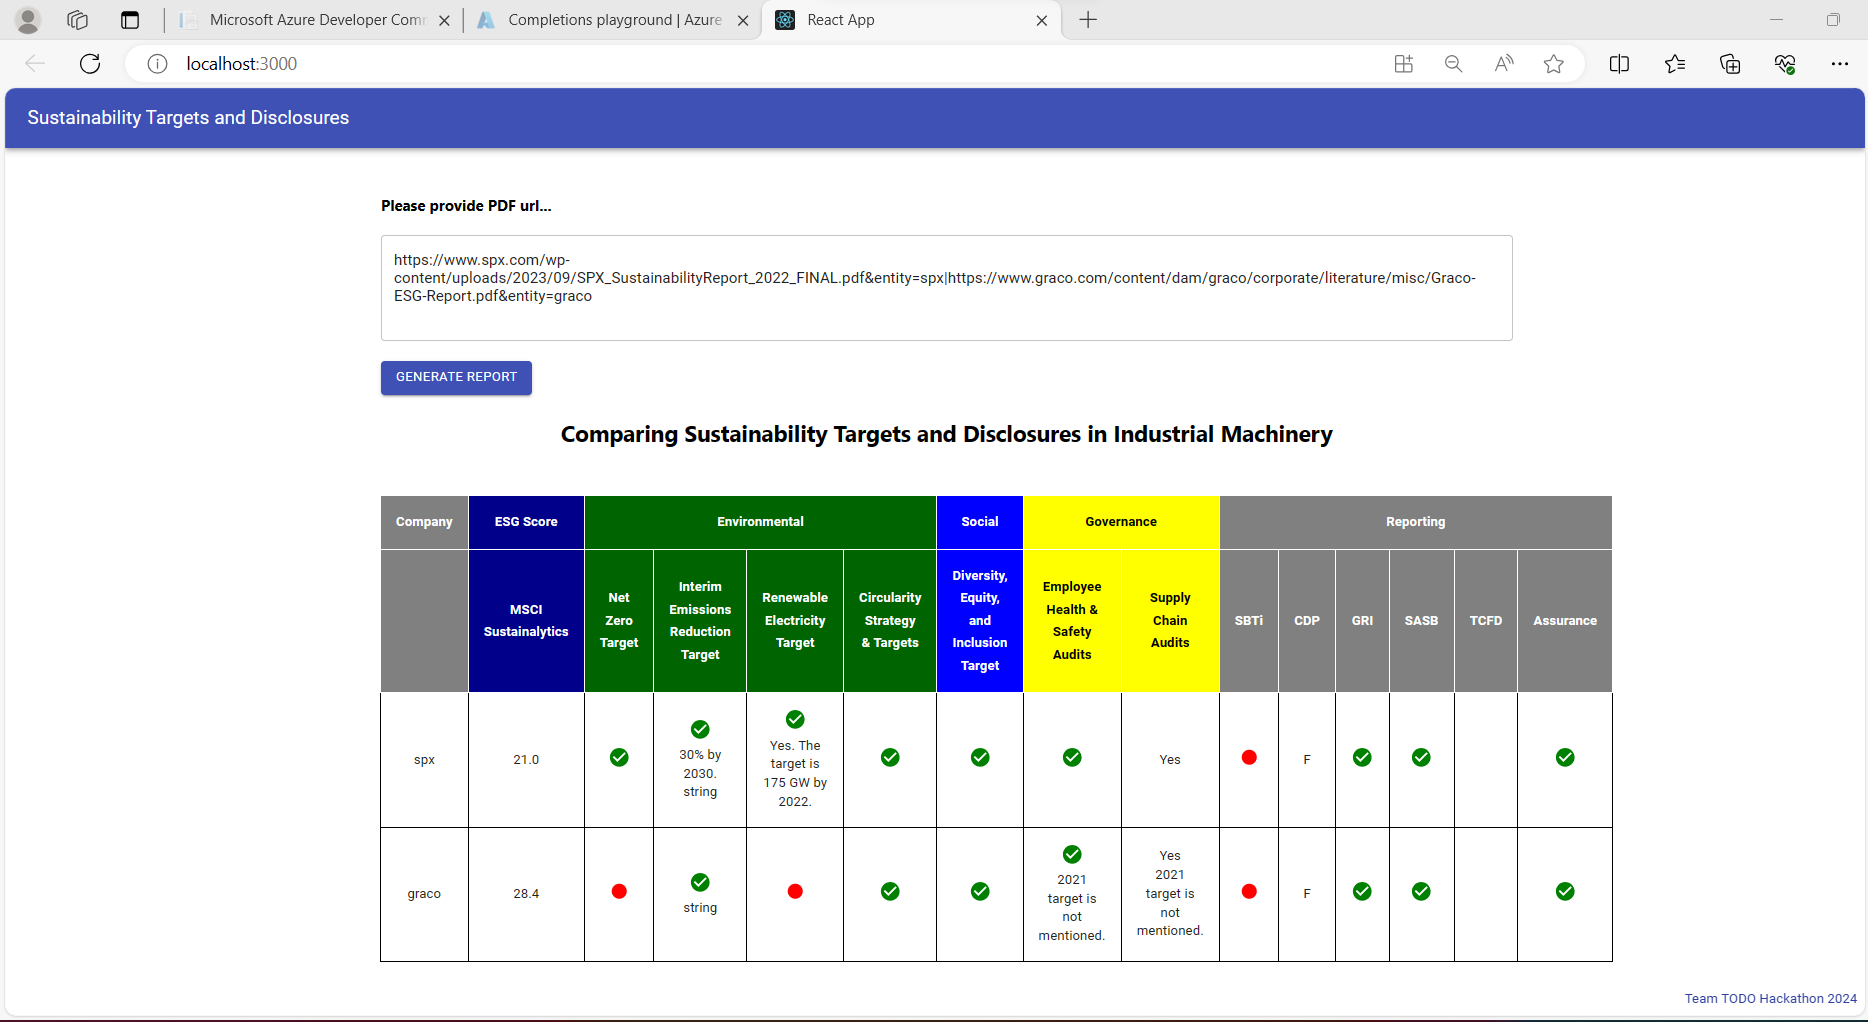 Microsoft Azure Developer Com
Completions playground | Azure
React App
localhost:3000
Sustainability Targets and Disclosures
Please provide PDF url...
https://www.spx.com/wp-
content/uploads/2023/09/SPX_SustainabilityReport_2022_FINAL.pdf&entity=spx|https://www.graco.com/content/dam/graco/corporate/literature/misc/Graco-
ESG-Report.pdf&entity=graco
GENERATE REPORT
Comparing Sustainability Targets and Disclosures in Industrial Machinery
Company ESG Score Environmental Social Governance Reporting
MSCI
Sustainalytics
Net
Zero
Target
Interim
Emissions
Reduction
Target
Renewable
Electricity
Target
Circularity
Strategy
& Targets
Diversity,
Equity,
and
Inclusion
Target
Employee
Health &
Safety
Audits
Supply
Chain
Audits
SBTi
CDP
GRI
SASB
TCFD
Assurance
spx
21.0
30% by
2030.
string
Yes. The
target is
175 GW by
2022.
Yes
F
graco
28.4
string
2021
target is
not
mentioned.
Yes
2021
target is
not
mentioned.
F
Team TODO Hackathon 2024